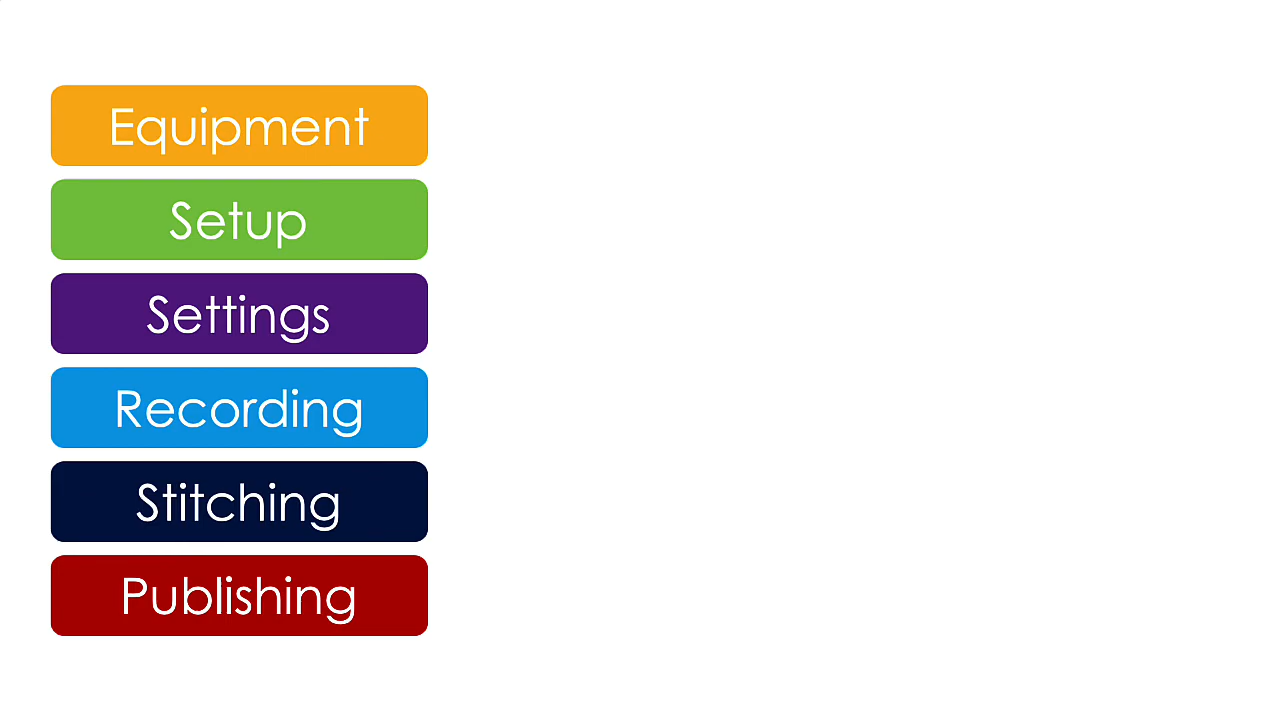 Equipment
Setup
Settings
Recording
Stitching
Publishing